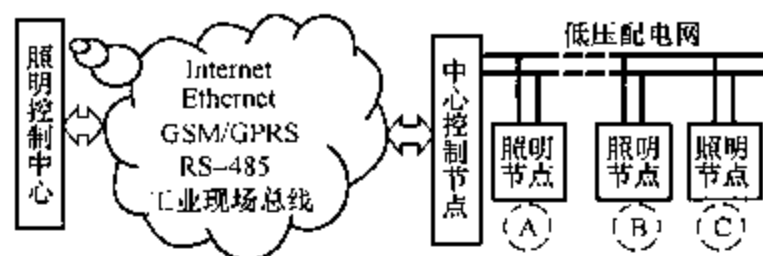 照明控制中心
Internet
Ethernet
GSM/GPRS
RS-485
工业现场总线
中心控制节点
低压配电网
照明
节点
照明
节点
照明
节点
A
B
C